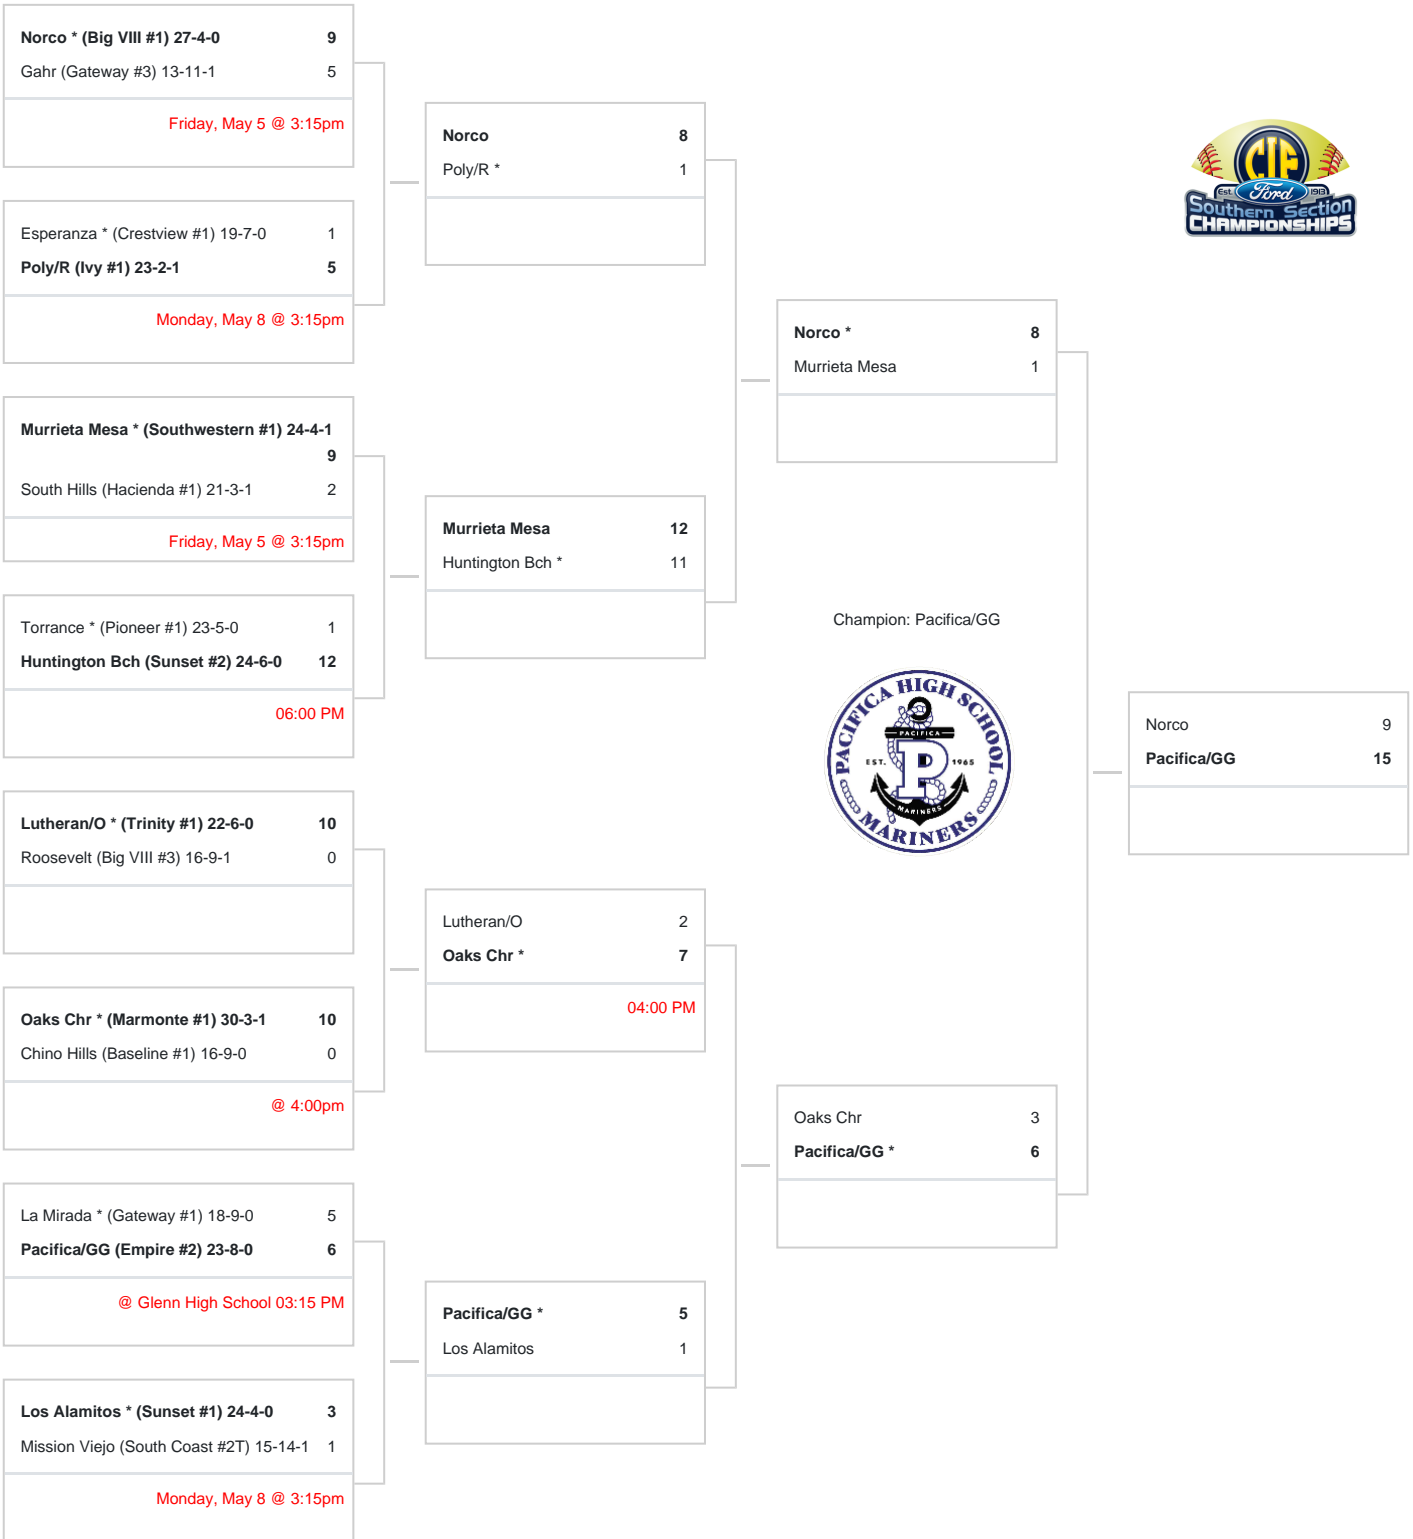 Norco * (Big VIII #1) 27-4-0 9
Gahr (Gateway #3) 13-11-1 5
Friday, May 5 @ 3:15pm
Esperanza * (Crestview #1) 19-7-0 1
Poly/R (Ivy #1) 23-2-1 5
Monday, May 8 @ 3:15pm
Murrieta Mesa * (Southwestern #1) 24-4-1
9
South Hills (Hacienda #1) 21-3-1 2
Friday, May 5 @ 3:15pm
Torrance * (Pioneer #1) 23-5-0 1
Huntington Bch (Sunset #2) 24-6-0 12
06:00 PM
Lutheran/O * (Trinity #1) 22-6-0 10
Roosevelt (Big VIII #3) 16-9-1 0
Oaks Chr * (Marmonte #1) 30-3-1 10
Chino Hills (Baseline #1) 16-9-0 0
@ 4:00pm
La Mirada * (Gateway #1) 18-9-0 5
Pacifica/GG (Empire #2) 23-8-0 6
@ Glenn High School 03:15 PM
Los Alamitos * (Sunset #1) 24-4-0 3
Mission Viejo (South Coast #2T) 15-14-1 1
Monday, May 8 @ 3:15pm
Norco 8
Poly/R * 1
Murrieta Mesa 12
Huntington Bch * 11
Lutheran/O 2
Oaks Chr * 7
04:00 PM
Pacifica/GG * 5
Los Alamitos 1
Norco * 8
Murrieta Mesa 1
Oaks Chr 3
Pacifica/GG * 6
Norco 9
Pacifica/GG 15
Champion: Pacifica/GG
PACIFICA HIGH SCHOOL
PACIFICA
EST. 1965
P
MARINERS
MARINERS
CIF
Est. Ford 1913
Southern Section
CHAMPIONSHIPS